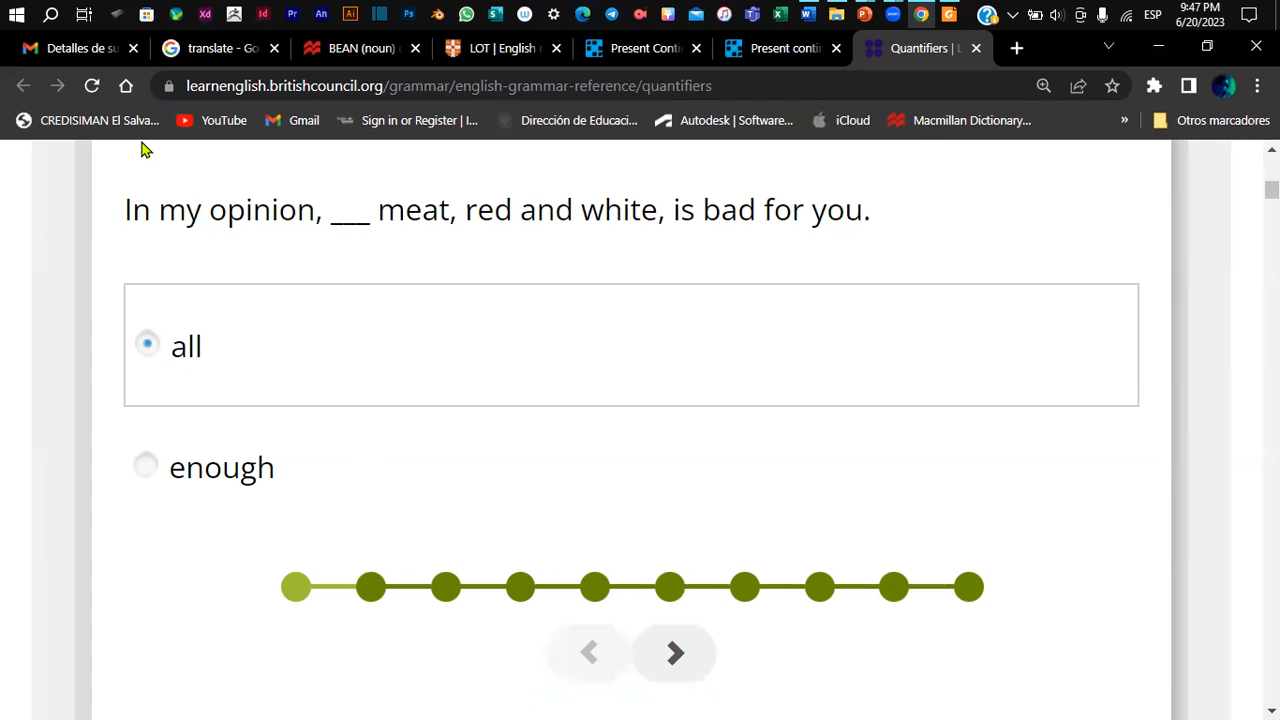 ESP
9:47 PM
6/20/2023
Detalles de su
translate - Go
BEAN (noun)
LOT | English
Present Conti
Present contin
Quantifiers | L
learnenglish.britishcouncil.org/grammar/english-grammar-reference/quantifiers
CREDISIMAN El Salva...
YouTube
Gmail
Sign in or Register | I...
Dirección de Educaci...
Autodesk | Software...
iCloud
Macmillan Dictionary...
»
Otros marcadores
In my opinion, ___ meat, red and white, is bad for you.
all
enough